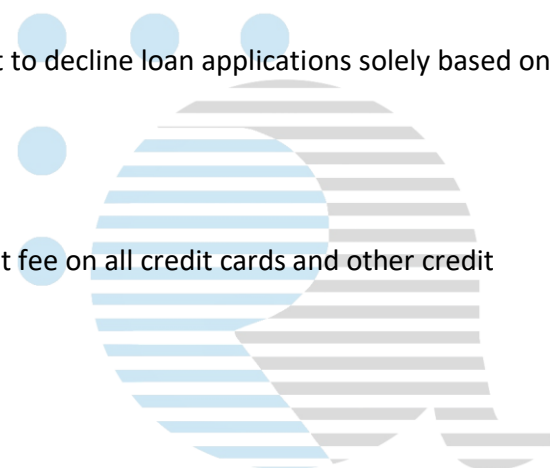 t to decline loan applications solely based on
t fee on all credit cards and other credit